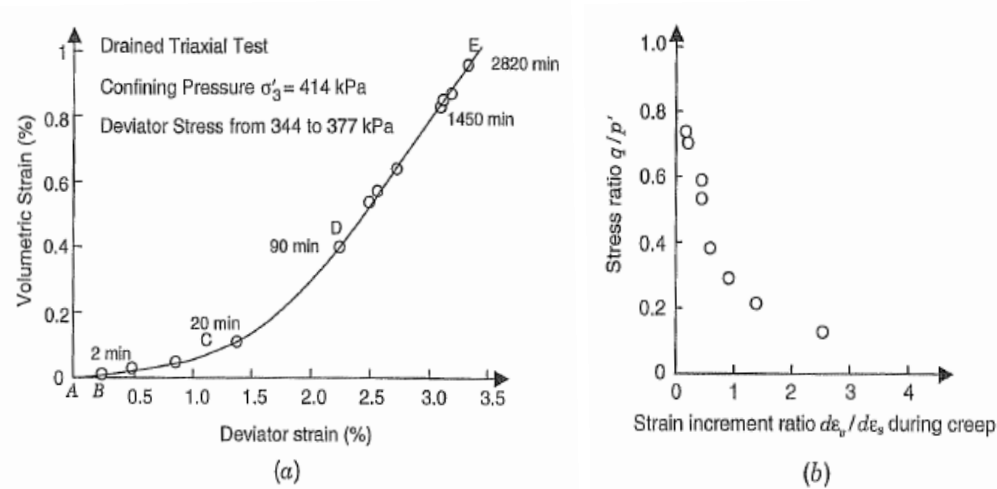 Drained Triaxial Test
Confining Pressure σ′₃ = 414 kPa
Deviator Stress from 344 to 377 kPa
Volumetric Strain (%)
1
0.8
0.6
0.4
0.2
0
A B
0.5 1.0 1.5 2.0 2.5 3.0 3.5
Deviator strain (%)
2 min
20 min
C
D
90 min
1450 min
E
2820 min
(a)
Stress ratio q/p′
1.0
0.8
0.6
0.4
0.2
0
0 1 2 3 4
Strain increment ratio dεᵥ/dεₛ during creep
(b)